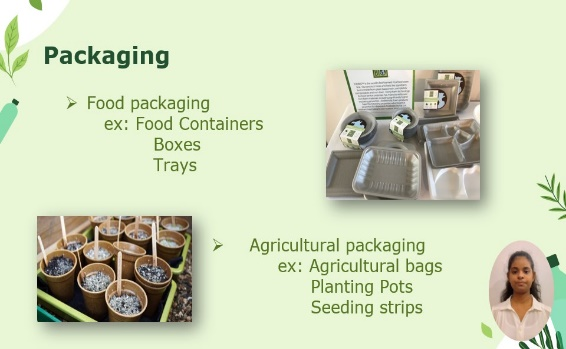 Packaging
➢ Food packaging
ex: Food Containers
Boxes
Trays
➢ Agricultural packaging
ex: Agricultural bags
Planting Pots
Seeding strips